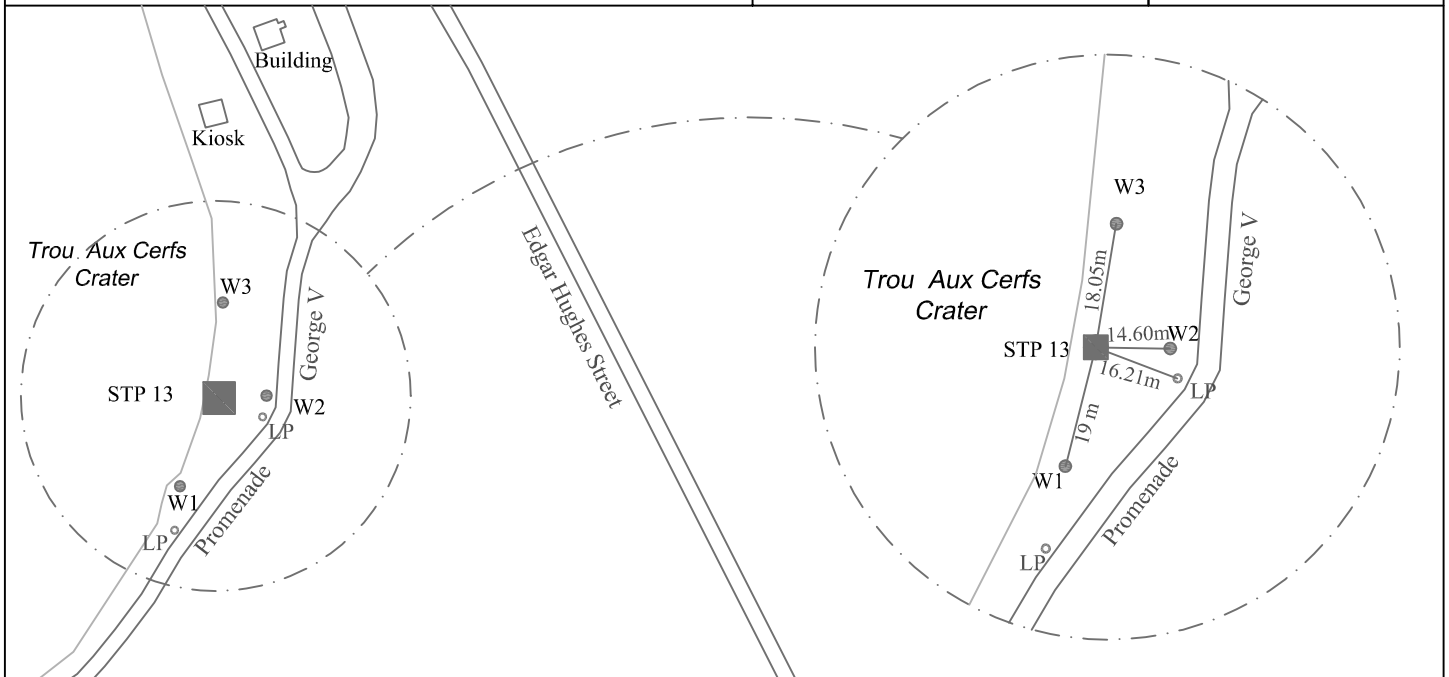 Building
Kiosk
Trou Aux Cerfs
Crater
W3
STP 13
W2
LP
W1
LP
George V
Promenade
Edgar Hughes Street
W3
Trou Aux Cerfs
Crater
18.05m
STP 13
14.60m
W2
16.21m
LP
19 m
W1
LP
George V
Promenade